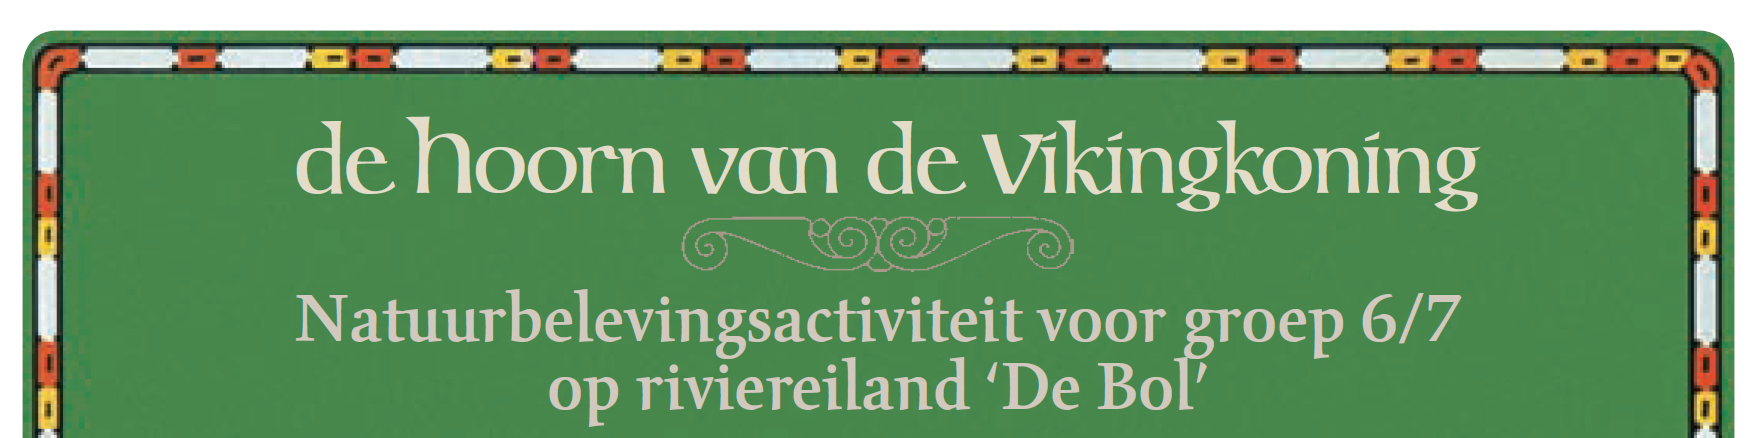 de hoorn van de Vikingkoning
Natuurbelevingsactiviteit voor groep 6/7
op riviereiland ‘De Bol’